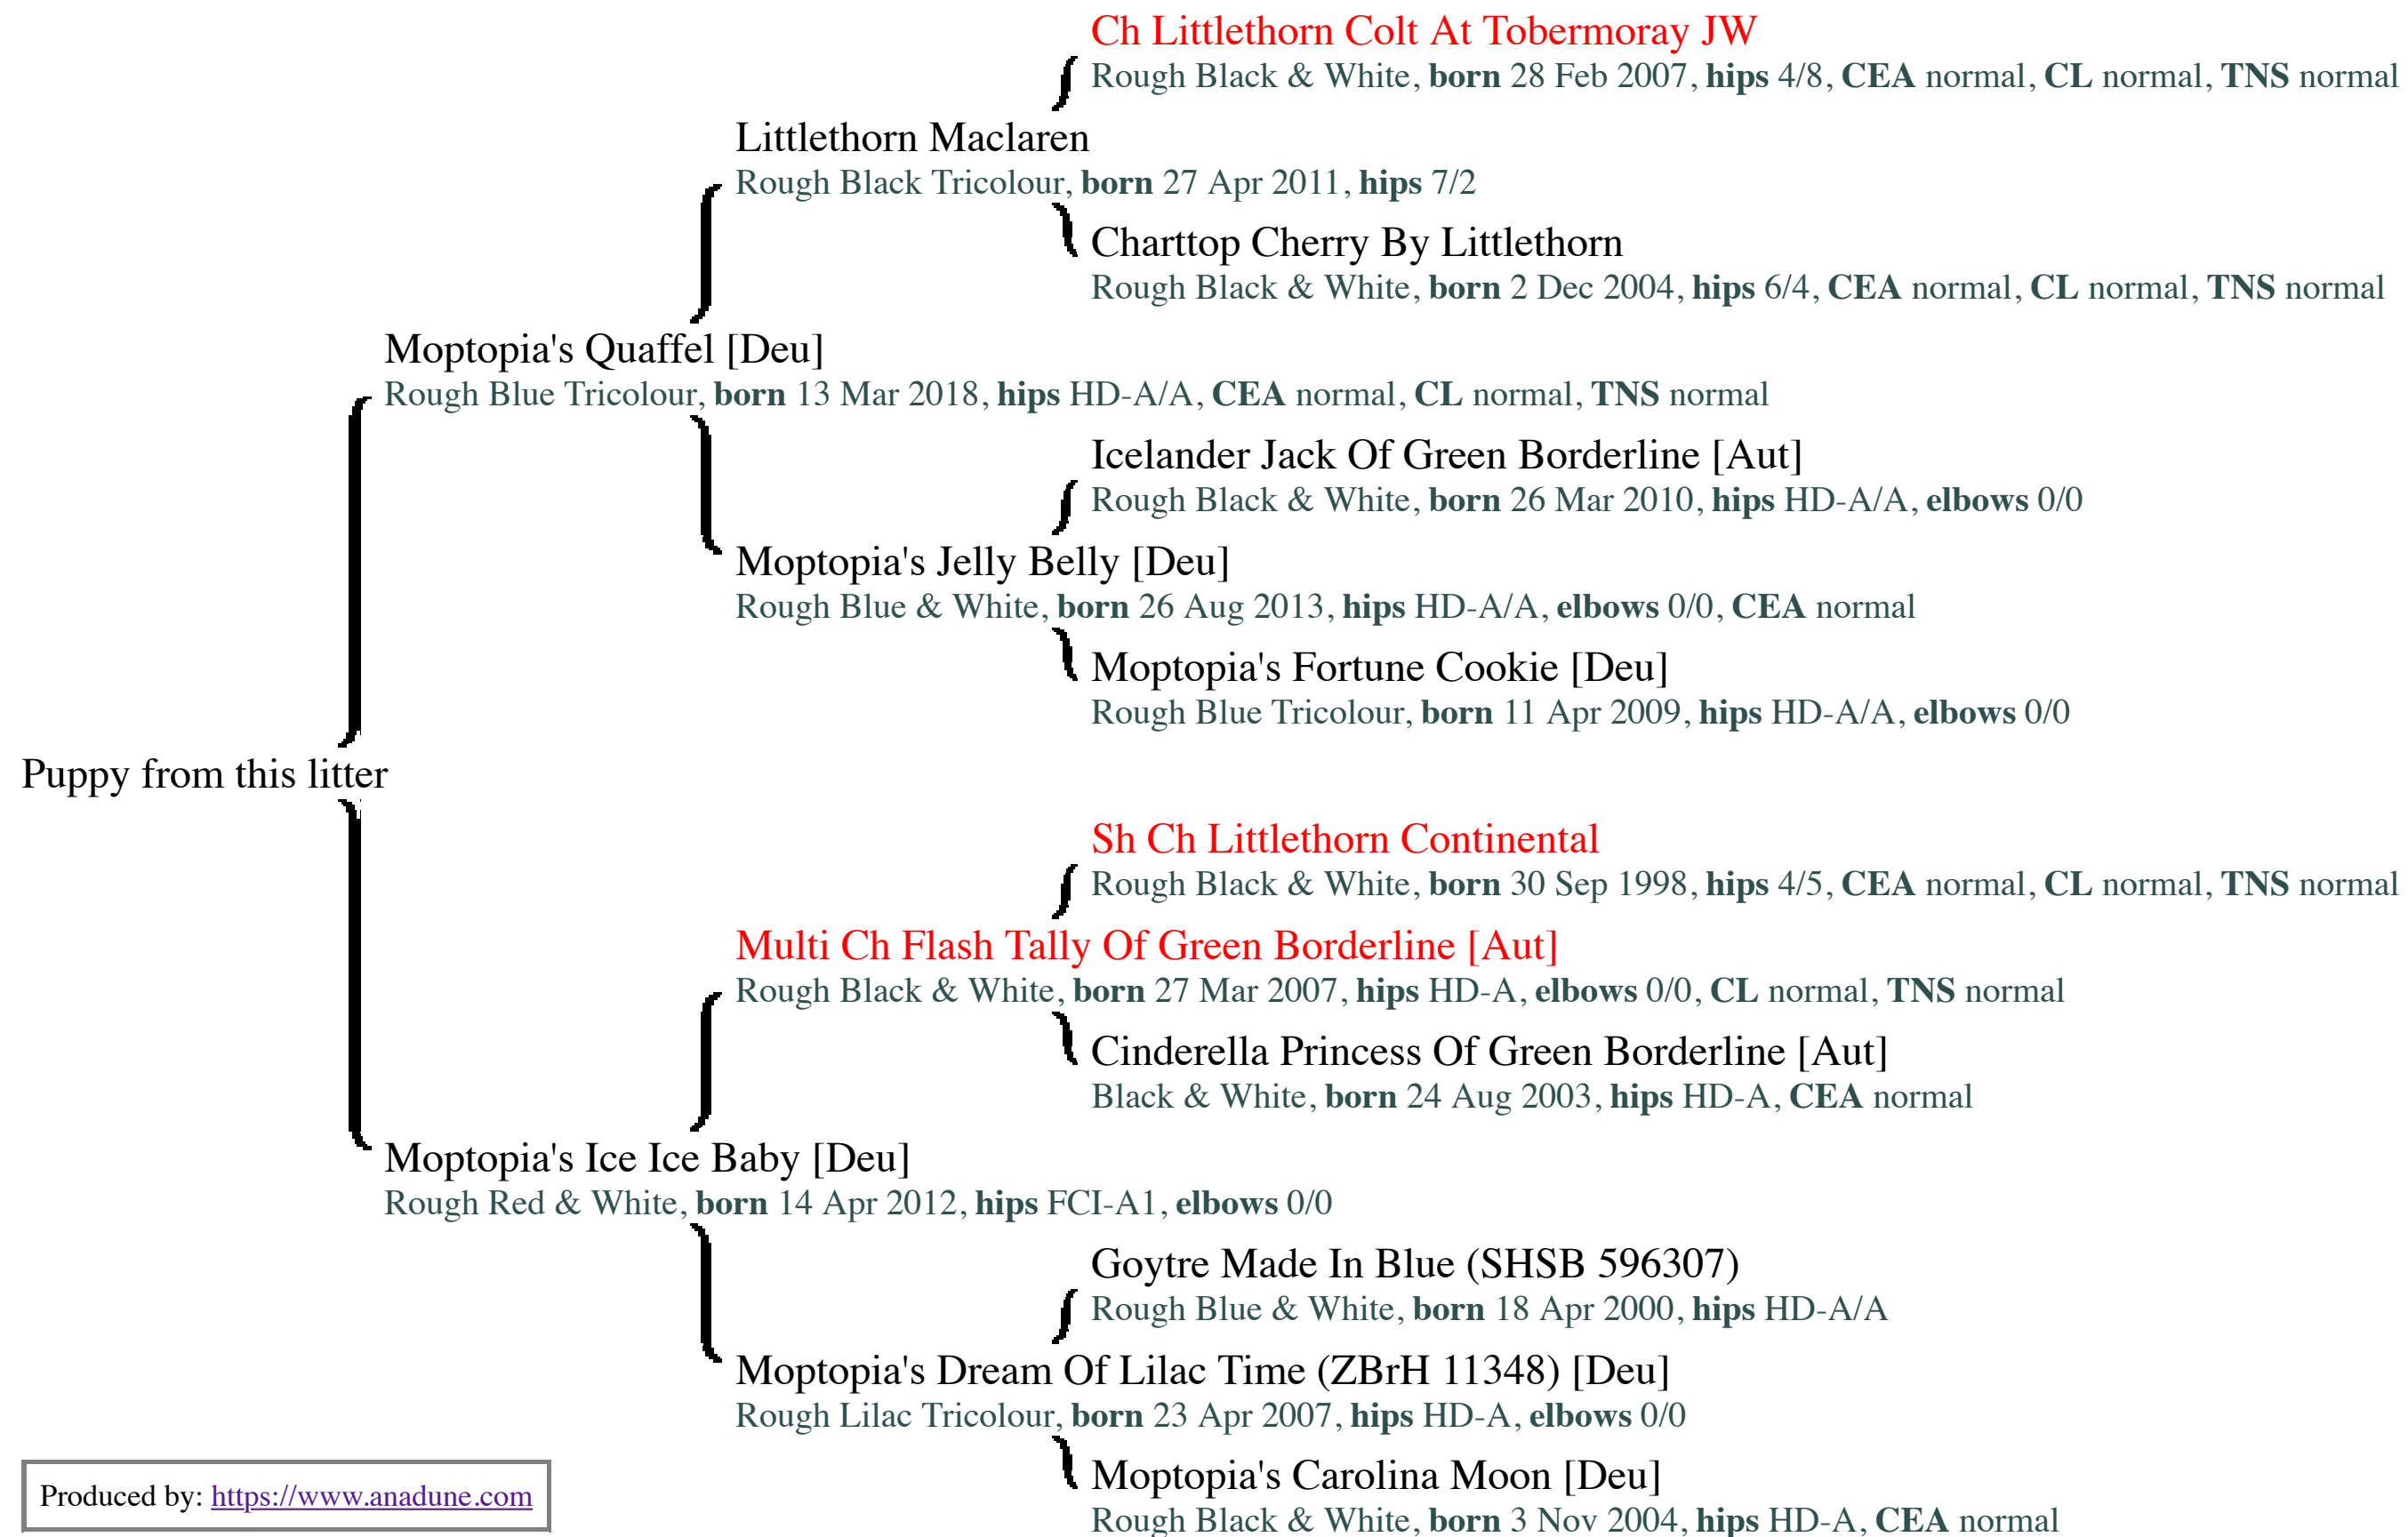 Ch Littlethorn Colt At Tobermoray JW
Rough Black & White, born 28 Feb 2007, hips 4/8, CEA normal, CL normal, TNS normal
Littlethorn Maclaren
Rough Black Tricolour, born 27 Apr 2011, hips 7/2
Charttop Cherry By Littlethorn
Rough Black & White, born 2 Dec 2004, hips 6/4, CEA normal, CL normal, TNS normal
Moptopia's Quaffel [Deu]
Rough Blue Tricolour, born 13 Mar 2018, hips HD-A/A, CEA normal, CL normal, TNS normal
Icelander Jack Of Green Borderline [Aut]
Rough Black & White, born 26 Mar 2010, hips HD-A/A, elbows 0/0
Moptopia's Jelly Belly [Deu]
Rough Blue & White, born 26 Aug 2013, hips HD-A/A, elbows 0/0, CEA normal
Moptopia's Fortune Cookie [Deu]
Rough Blue Tricolour, born 11 Apr 2009, hips HD-A/A, elbows 0/0
Puppy from this litter
Sh Ch Littlethorn Continental
Rough Black & White, born 30 Sep 1998, hips 4/5, CEA normal, CL normal, TNS normal
Multi Ch Flash Tally Of Green Borderline [Aut]
Rough Black & White, born 27 Mar 2007, hips HD-A, elbows 0/0, CL normal, TNS normal
Cinderella Princess Of Green Borderline [Aut]
Black & White, born 24 Aug 2003, hips HD-A, CEA normal
Moptopia's Ice Ice Baby [Deu]
Rough Red & White, born 14 Apr 2012, hips FCI-A1, elbows 0/0
Goytre Made In Blue (SHSB 596307)
Rough Blue & White, born 18 Apr 2000, hips HD-A/A
Moptopia's Dream Of Lilac Time (ZBrH 11348) [Deu]
Rough Lilac Tricolour, born 23 Apr 2007, hips HD-A, elbows 0/0
Moptopia's Carolina Moon [Deu]
Rough Black & White, born 3 Nov 2004, hips HD-A, CEA normal
Produced by: https://www.anadune.com